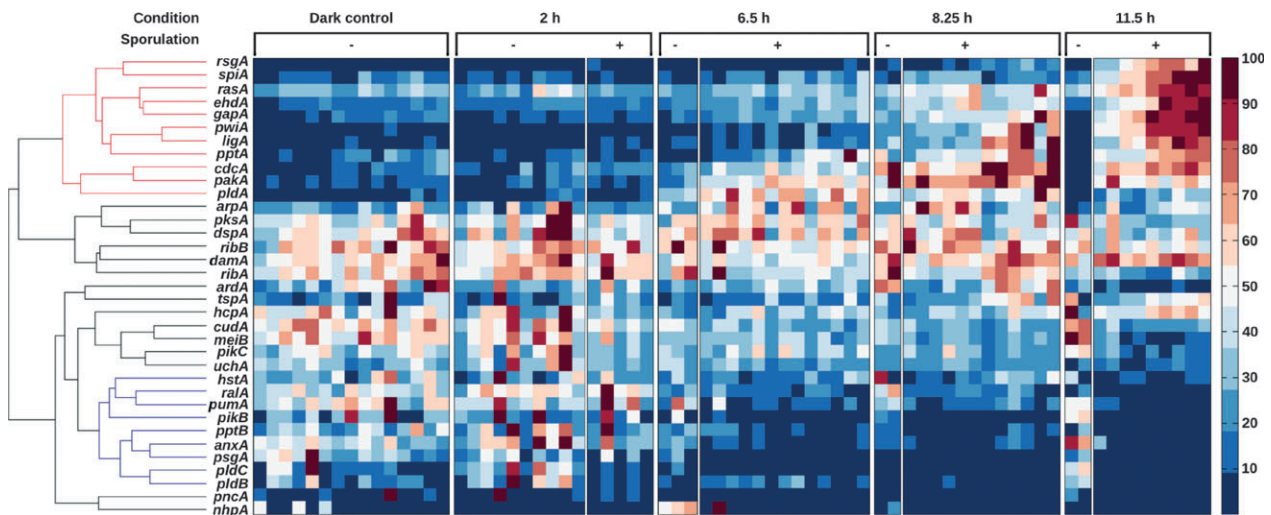 Condition Dark control 2 h 6.5 h 8.25 h 11.5 h
Sporulation - - + - + - + - +
rsgA
spiA
rasA
ehdA
gapA
pwiA
ligA
pptA
cdcA
pakA
pldA
arpA
pksA
dspA
ribB
damA
ribA
ardA
tspA
hcpA
cudA
meiB
pikC
uchA
hstA
ralA
pumA
pikB
pptB
anxA
psgA
pldC
pldB
pncA
nhpA
100
90
80
70
60
50
40
30
20
10